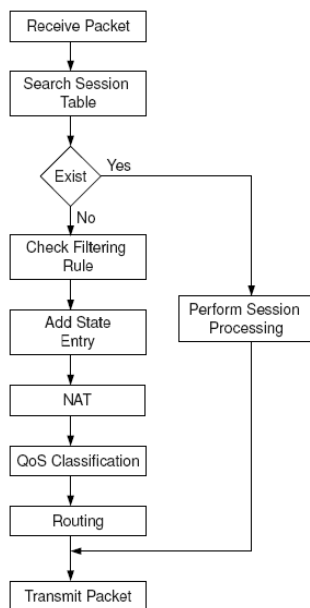 Receive Packet
Search Session
Table
Exist
Yes
No
Check Filtering
Rule
Add State
Entry
Perform Session
Processing
NAT
QoS Classification
Routing
Transmit Packet